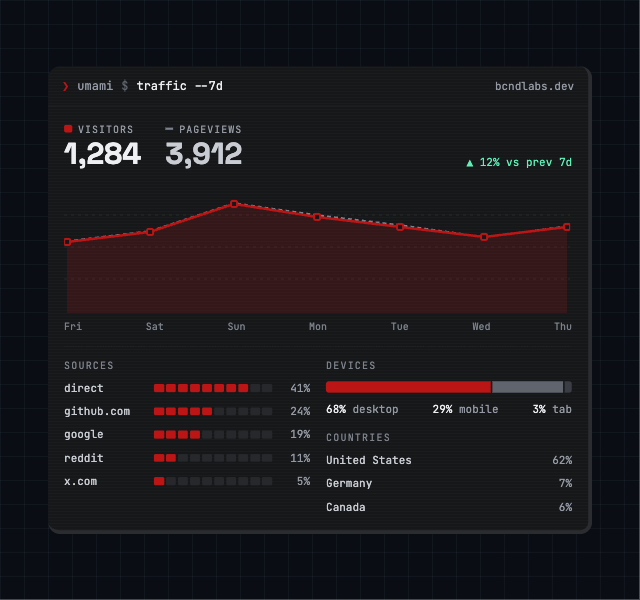 ❯ umami $ traffic --7d
bcndlabs.dev
VISITORS
PAGEVIEWS
1,284
3,912
▲ 12% vs prev 7d
Fri Sat Sun Mon Tue Wed Thu
SOURCES
direct 41%
github.com 24%
google 19%
reddit 11%
x.com 5%
DEVICES
68% desktop 29% mobile 3% tab
COUNTRIES
United States 62%
Germany 7%
Canada 5%